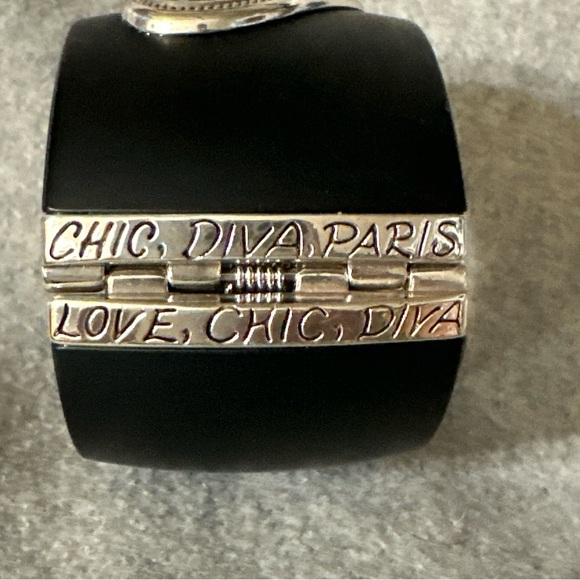 CHIC, DIVA, PARIS
LOVE, CHIC, DIVA